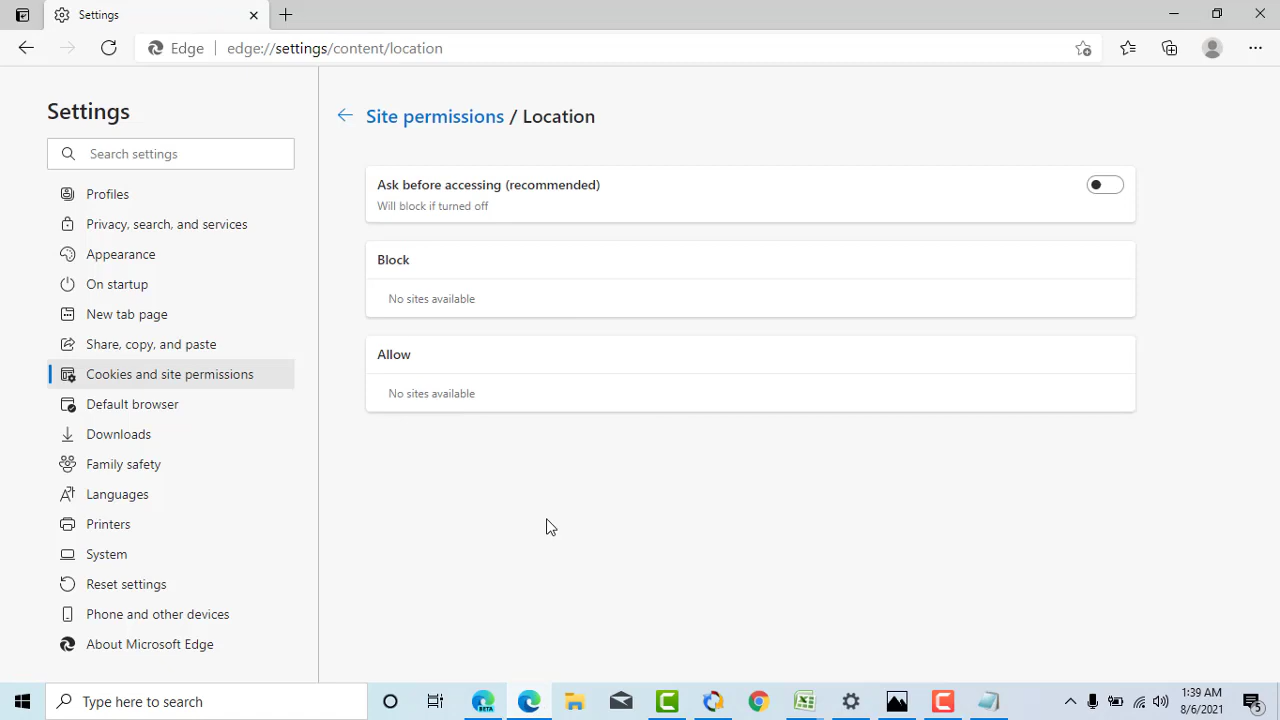 Settings
Edge
edge://settings/content/location
Settings
Search settings
Profiles
Privacy, search, and services
Appearance
On startup
New tab page
Share, copy, and paste
Cookies and site permissions
Default browser
Downloads
Family safety
Languages
Printers
System
Reset settings
Phone and other devices
About Microsoft Edge
Site permissions / Location
Ask before accessing (recommended)
Will block if turned off
Block
No sites available
Allow
No sites available
Type here to search
BETA
1:39 AM
8/6/2021
5